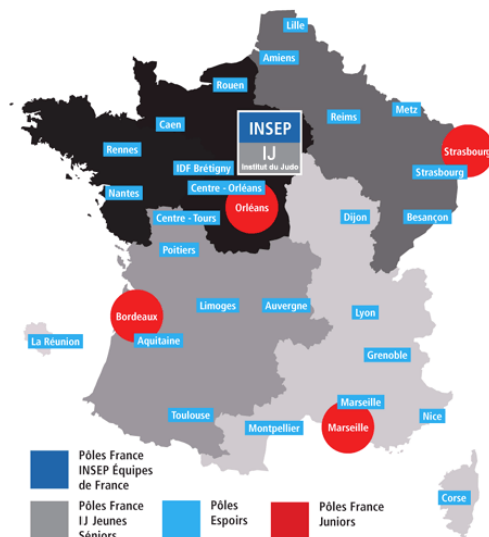 Lille
Amiens
Rouen
Metz
Reims
Caen
INSEP
IJ
Institut du Judo
Strasbourg
Rennes
IDF Brétigny
Strasbourg
Centre - Orléans
Nantes
Orléans
Centre - Tours
Dijon
Besançon
Poitiers
Limoges
Auvergne
Bordeaux
Lyon
La Réunion
Aquitaine
Grenoble
Marseille
Toulouse
Nice
Montpellier
Marseille
Pôles France
INSEP Équipes
de France
Corse
Pôles France
IJ Jeunes
Séniors
Pôles
Espoirs
Pôles France
Juniors